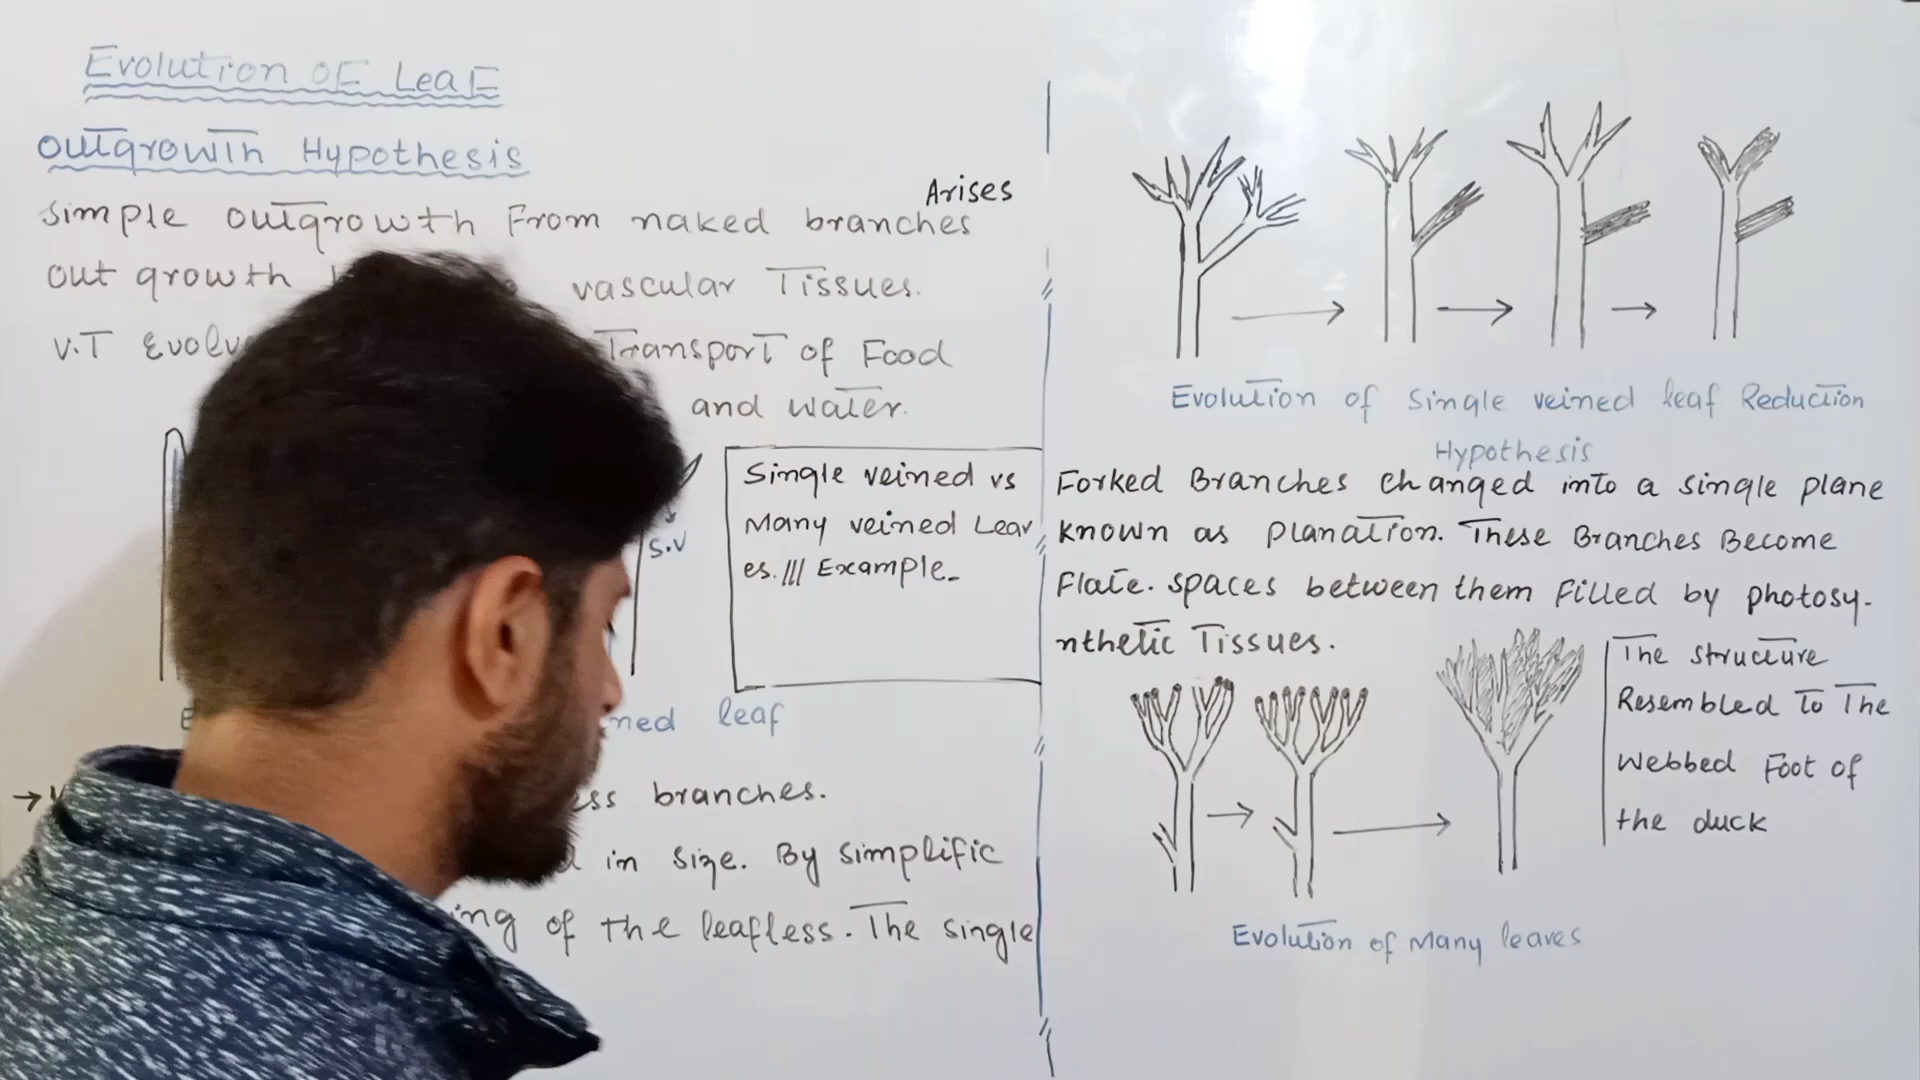 Evolution of Leaf
Outgrowth Hypothesis
Arises
Simple outgrowth From naked branches
out growth vascular Tissues.
V.T Transport of Food
and water.
S.V
Single veined vs
Many veined Leav
es. /// Example_
leaf
→
branches.
in size. By simplific
of the leafless. The single
Evolution of Single veined leaf Reduction
Hypothesis
Forked Branches changed into a single plane
known as planation. These Branches Become
Flate. spaces between them filled by photosy-
nthetic Tissues.
The structure
Resembled To The
Webbed Foot of
the duck
Evolution of Many leaves